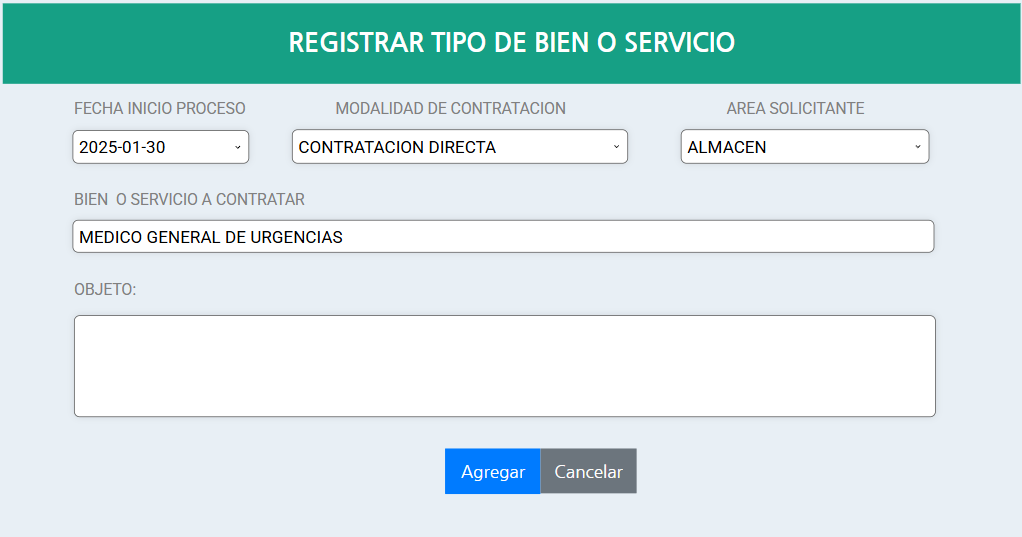 REGISTRAR TIPO DE BIEN O SERVICIO
FECHA INICIO PROCESO MODALIDAD DE CONTRATACION AREA SOLICITANTE
2025-01-30 CONTRATACION DIRECTA ALMACEN
BIEN O SERVICIO A CONTRATAR
MEDICO GENERAL DE URGENCIAS
OBJETO:
Agregar Cancelar